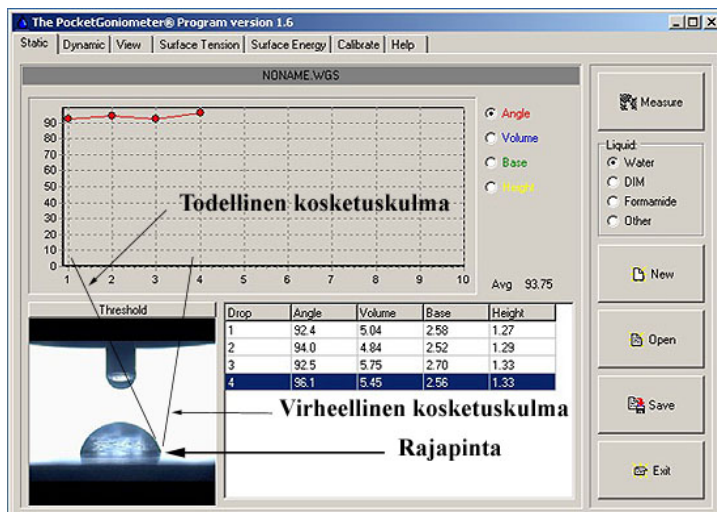 The PocketGoniometer® Program version 1.6
Static Dynamic View Surface Tension Surface Energy Calibrate Help
NONAME.WGS
90
80
70
60
50
40
30
20
10
0
1 2 3 4 5 6 7 8 9 10
Angle
Volume
Base
Height
Avg 93.75
Todellinen kosketuskulma
Threshold
Drop Angle Volume Base Height
1 92.4 5.04 2.58 1.27
2 94.0 4.84 2.52 1.29
3 92.5 5.75 2.70 1.33
4 96.1 5.45 2.56 1.33
Virheellinen kosketuskulma
Rajapinta
Measure
Liquid:
Water
DIM
Formamide
Other
New
Open
Save
Exit